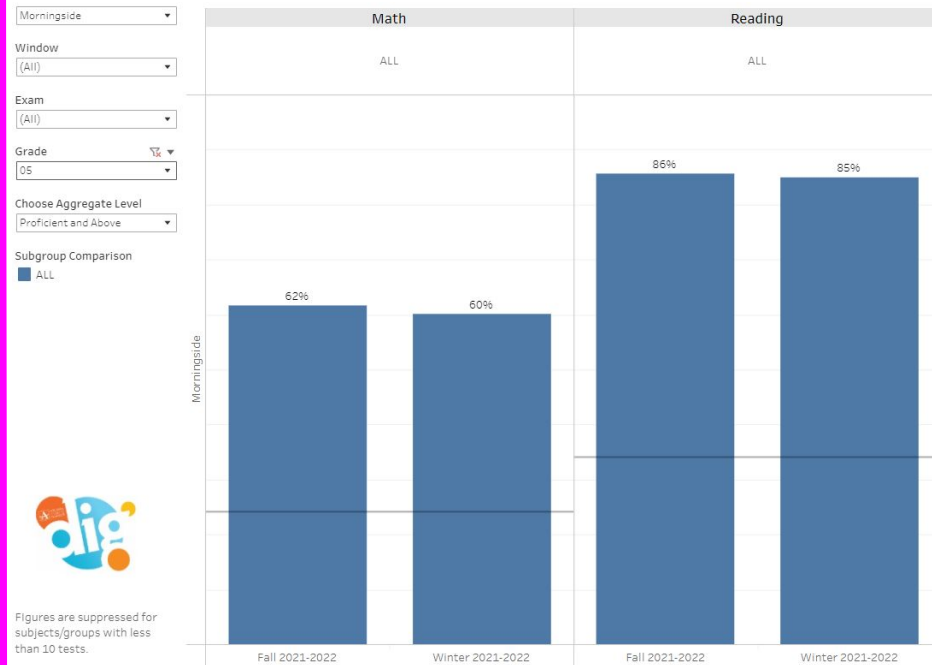 Morningside
Window
(All)
Exam
(All)
Grade
05
Choose Aggregate Level
Proficient and Above
Subgroup Comparison
ALL
dig
Figures are suppressed for
subjects/groups with less
than 10 tests.
Math
Reading
ALL
ALL
Morningside
62%
60%
86%
85%
Fall 2021-2022
Winter 2021-2022
Fall 2021-2022
Winter 2021-2022